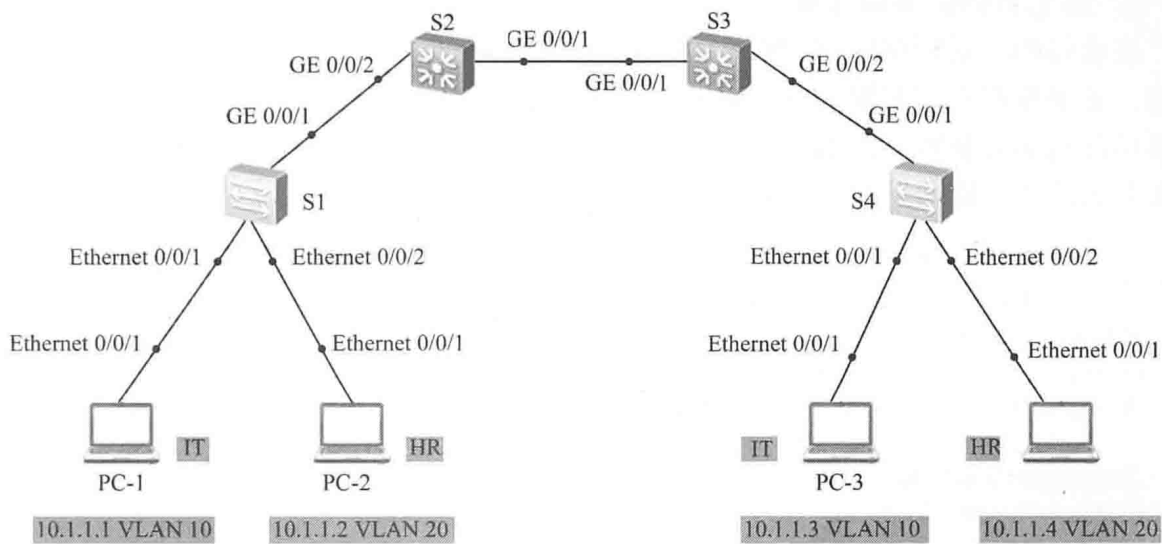 S2
S3
GE 0/0/1
GE 0/0/2
GE 0/0/1
GE 0/0/2
GE 0/0/1
GE 0/0/1
S1
S4
Ethernet 0/0/1
Ethernet 0/0/2
Ethernet 0/0/1
Ethernet 0/0/2
Ethernet 0/0/1
Ethernet 0/0/1
Ethernet 0/0/1
Ethernet 0/0/1
IT
HR
IT
HR
PC-1
PC-2
PC-3
10.1.1.1 VLAN 10
10.1.1.2 VLAN 20
10.1.1.3 VLAN 10
10.1.1.4 VLAN 20